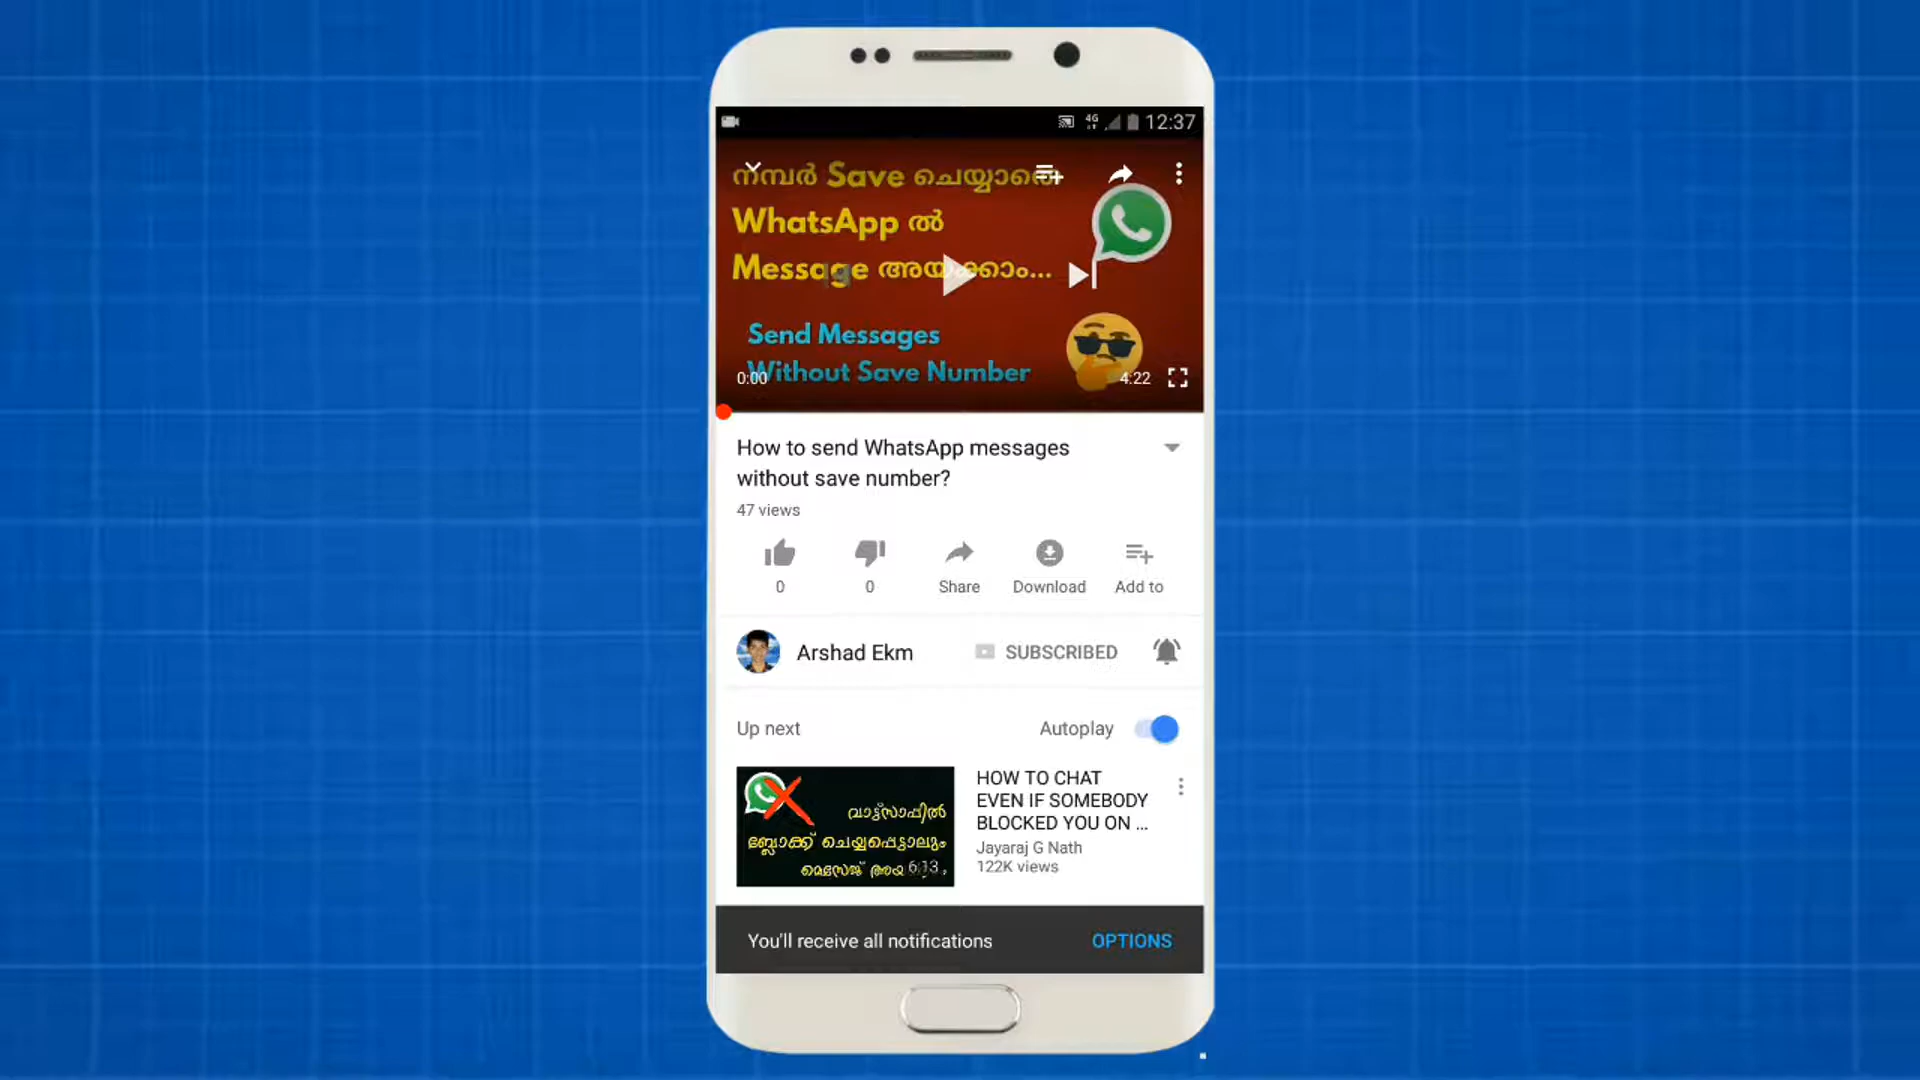 4G 12:37
നമ്പർ Save ചെയ്യാതെ
WhatsApp ൽ
Message അയക്കാം...
Send Messages
Without Save Number
0:00 4:22
How to send WhatsApp messages
without save number?
47 views
0 0 Share Download Add to
Arshad Ekm SUBSCRIBED
Up next Autoplay
വാട്ട്സാപ്പിൽ
ബ്ലോക്ക് ചെയ്യപ്പെട്ടാലും
മെസേജ് 6:13
HOW TO CHAT
EVEN IF SOMEBODY
BLOCKED YOU ON ...
Jayaraj G Nath
122K views
You'll receive all notifications OPTIONS